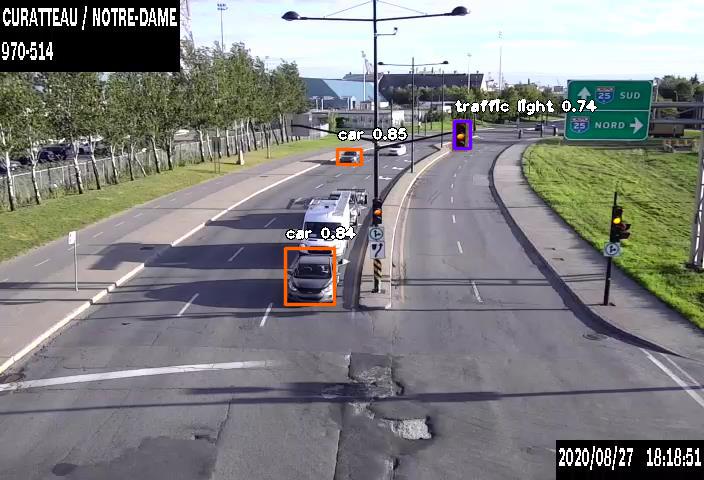 CURATTEAU / NOTRE-DAME
970-514
25 SUD
25 NORD
traffic light 0.74
car 0.85
car 0.84
2020/08/27 18:18:51